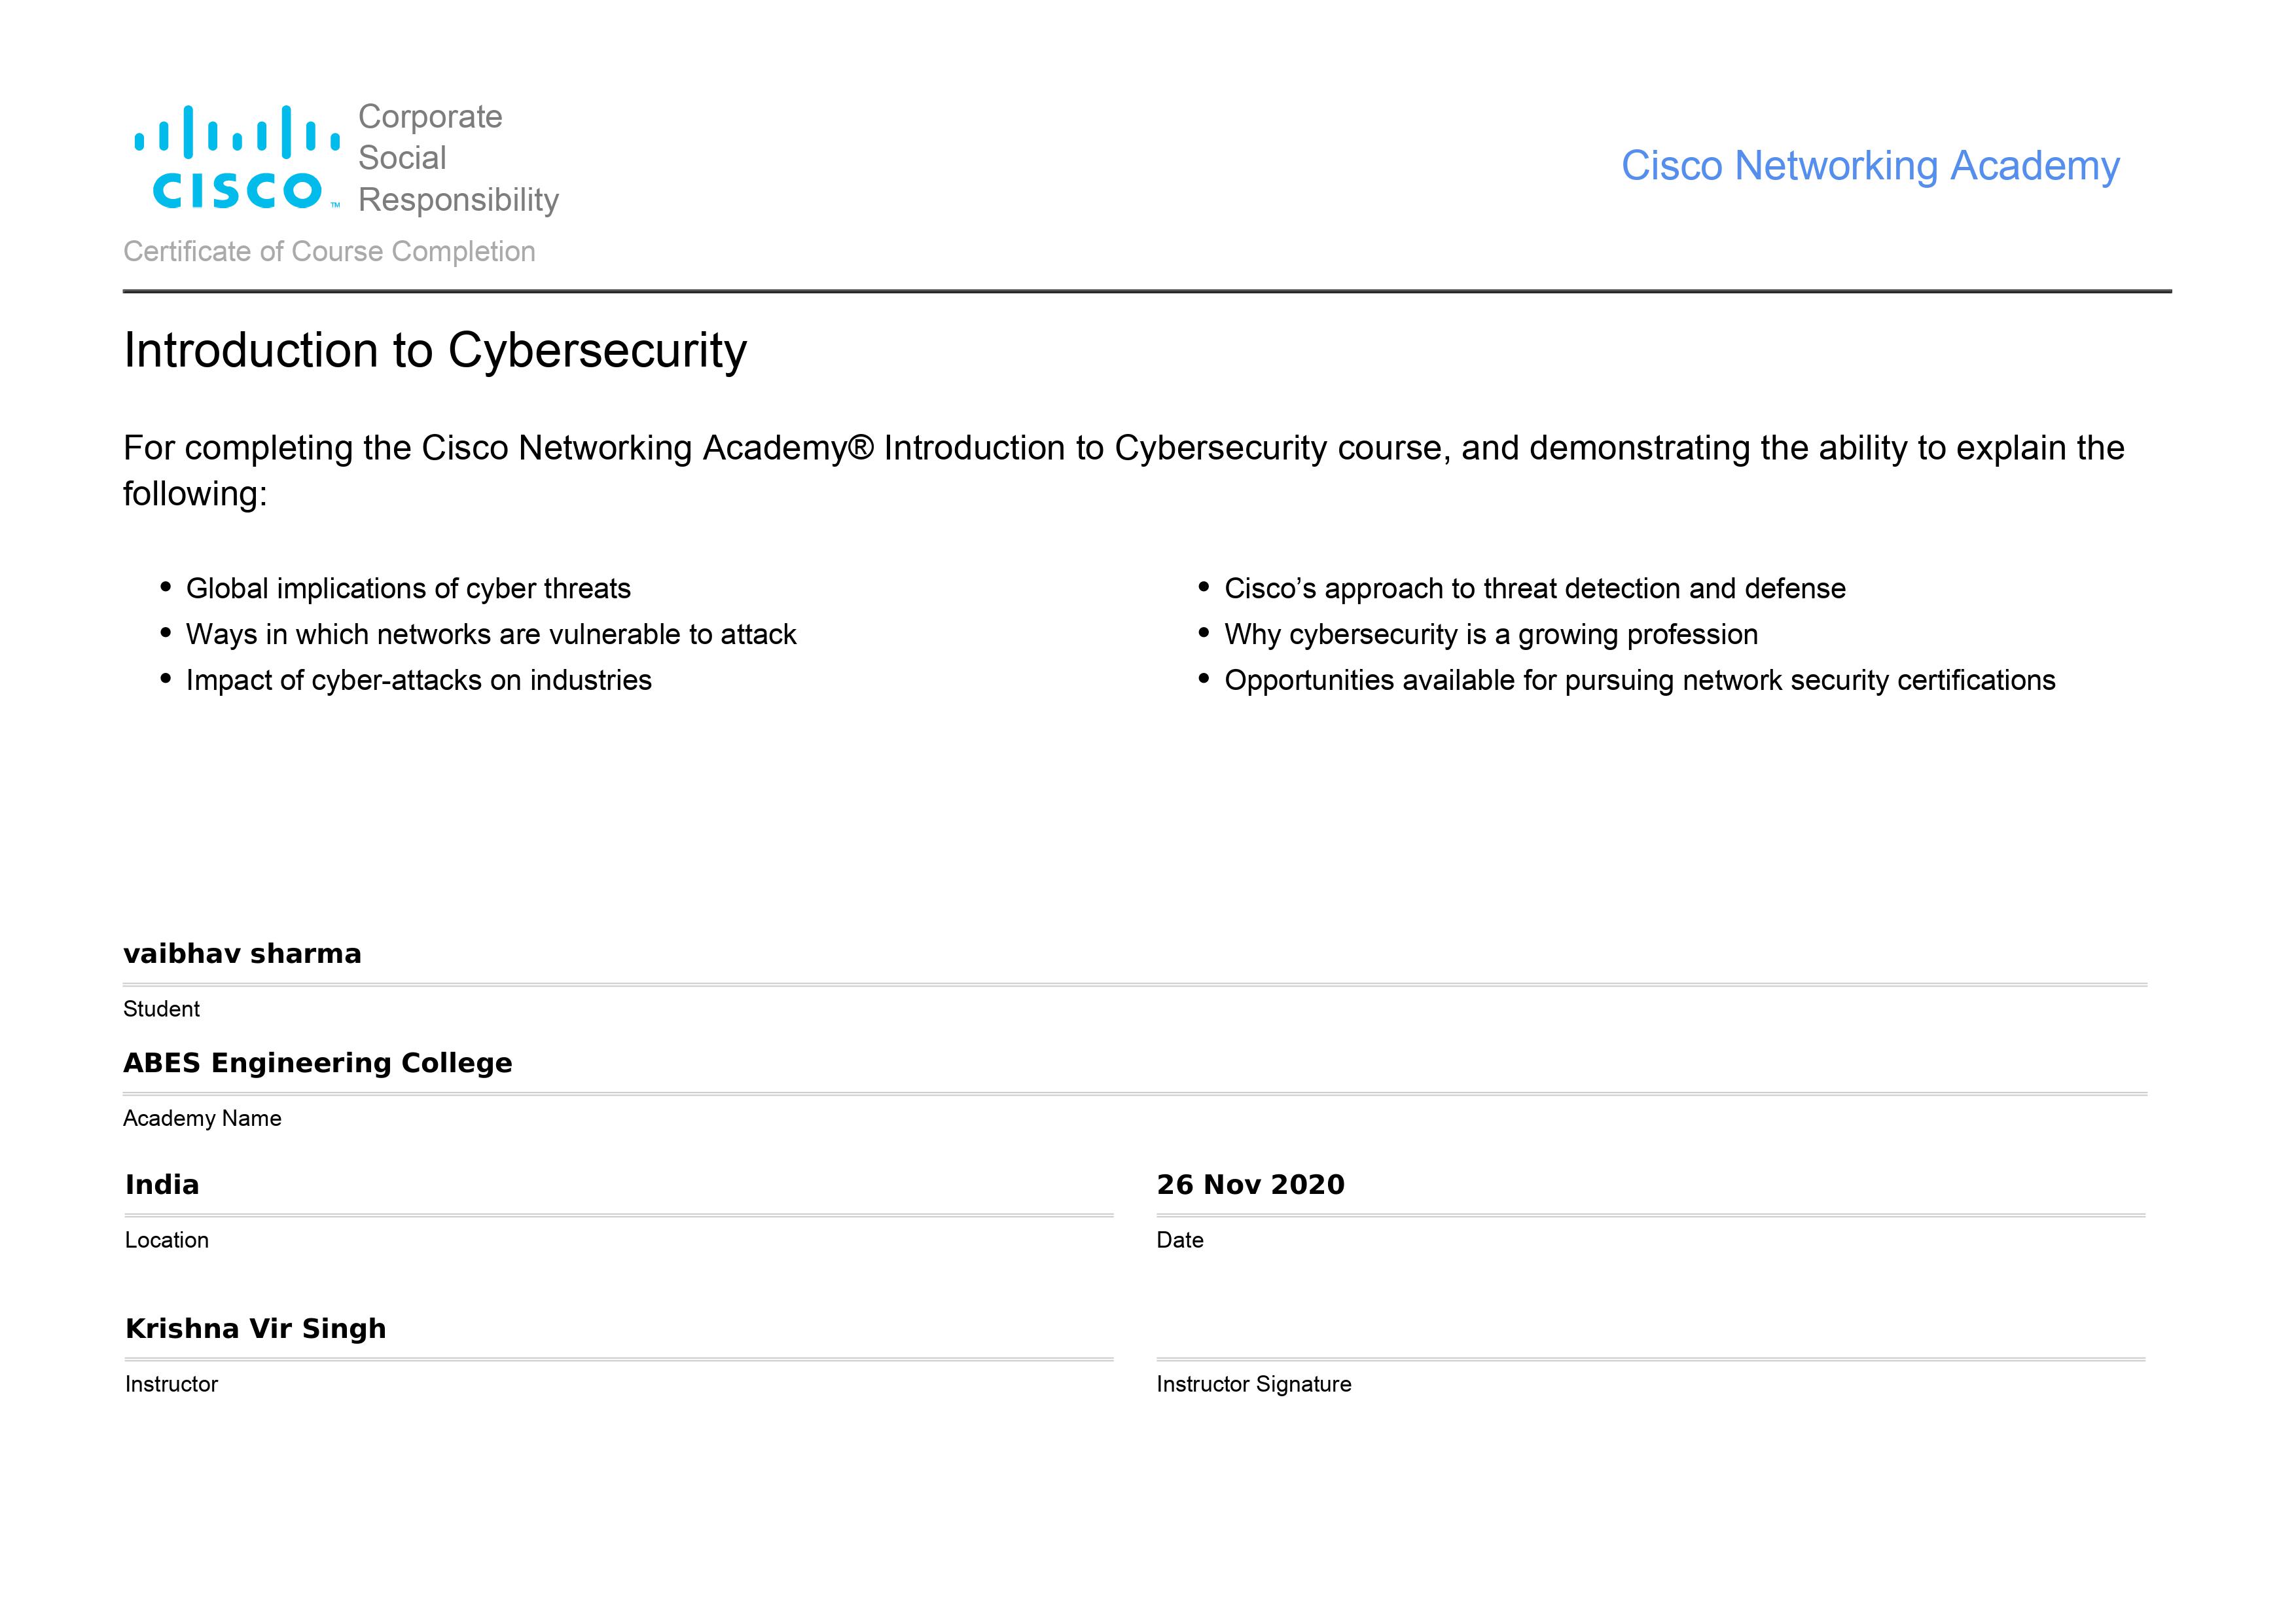 Corporate
Social
Responsibility
CISCO™
Cisco Networking Academy
Certificate of Course Completion
Introduction to Cybersecurity
For completing the Cisco Networking Academy® Introduction to Cybersecurity course, and demonstrating the ability to explain the
following:
• Global implications of cyber threats
• Ways in which networks are vulnerable to attack
• Impact of cyber-attacks on industries
• Cisco’s approach to threat detection and defense
• Why cybersecurity is a growing profession
• Opportunities available for pursuing network security certifications
vaibhav sharma
Student
ABES Engineering College
Academy Name
India
Location
26 Nov 2020
Date
Krishna Vir Singh
Instructor
Instructor Signature